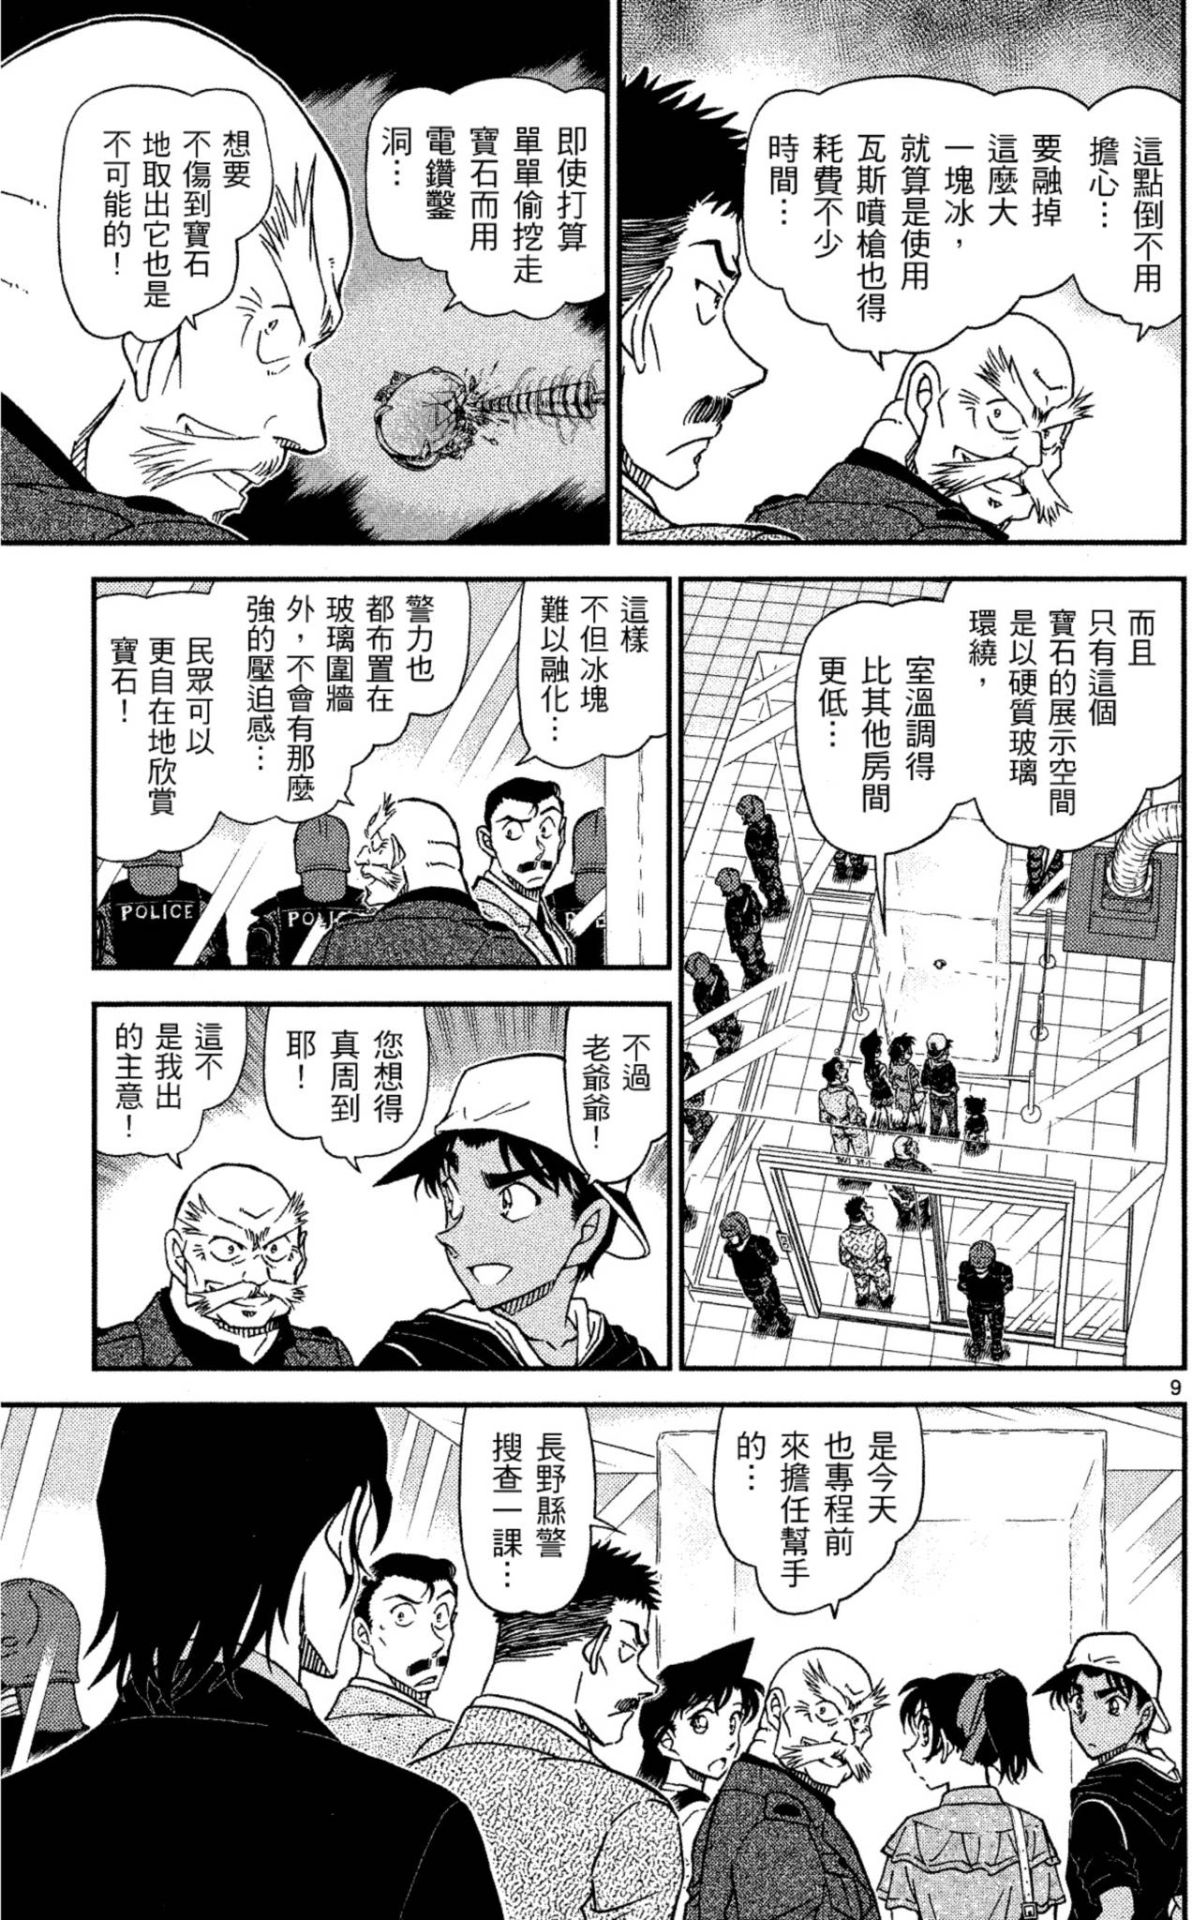 這點倒不用
擔心…
要融掉
這麼大
一塊冰，
就算是使用
瓦斯噴槍也得
耗費不少
時間…
即使打算
單單偷挖走
寶石而用
電鑽鑿
洞…
想要
不傷到寶石
地取出它也是
不可能的！
而且
只有這個
寶石的展示空間
是以硬質玻璃
環繞，
室溫調得
比其他房間
更低…
這樣
不但冰塊
難以融化…
警力也
都布置在
玻璃圍牆
外，不會有那麼
強的壓迫感…
民眾可以
更自在地欣賞
寶石！
POLICE
POLIC
P
不過
老爺爺！
您想得
真周到
耶！
這不
是我出
的主意！
9
是今天
也專程前
來擔任幫手
的…
長野縣警
搜查一課…